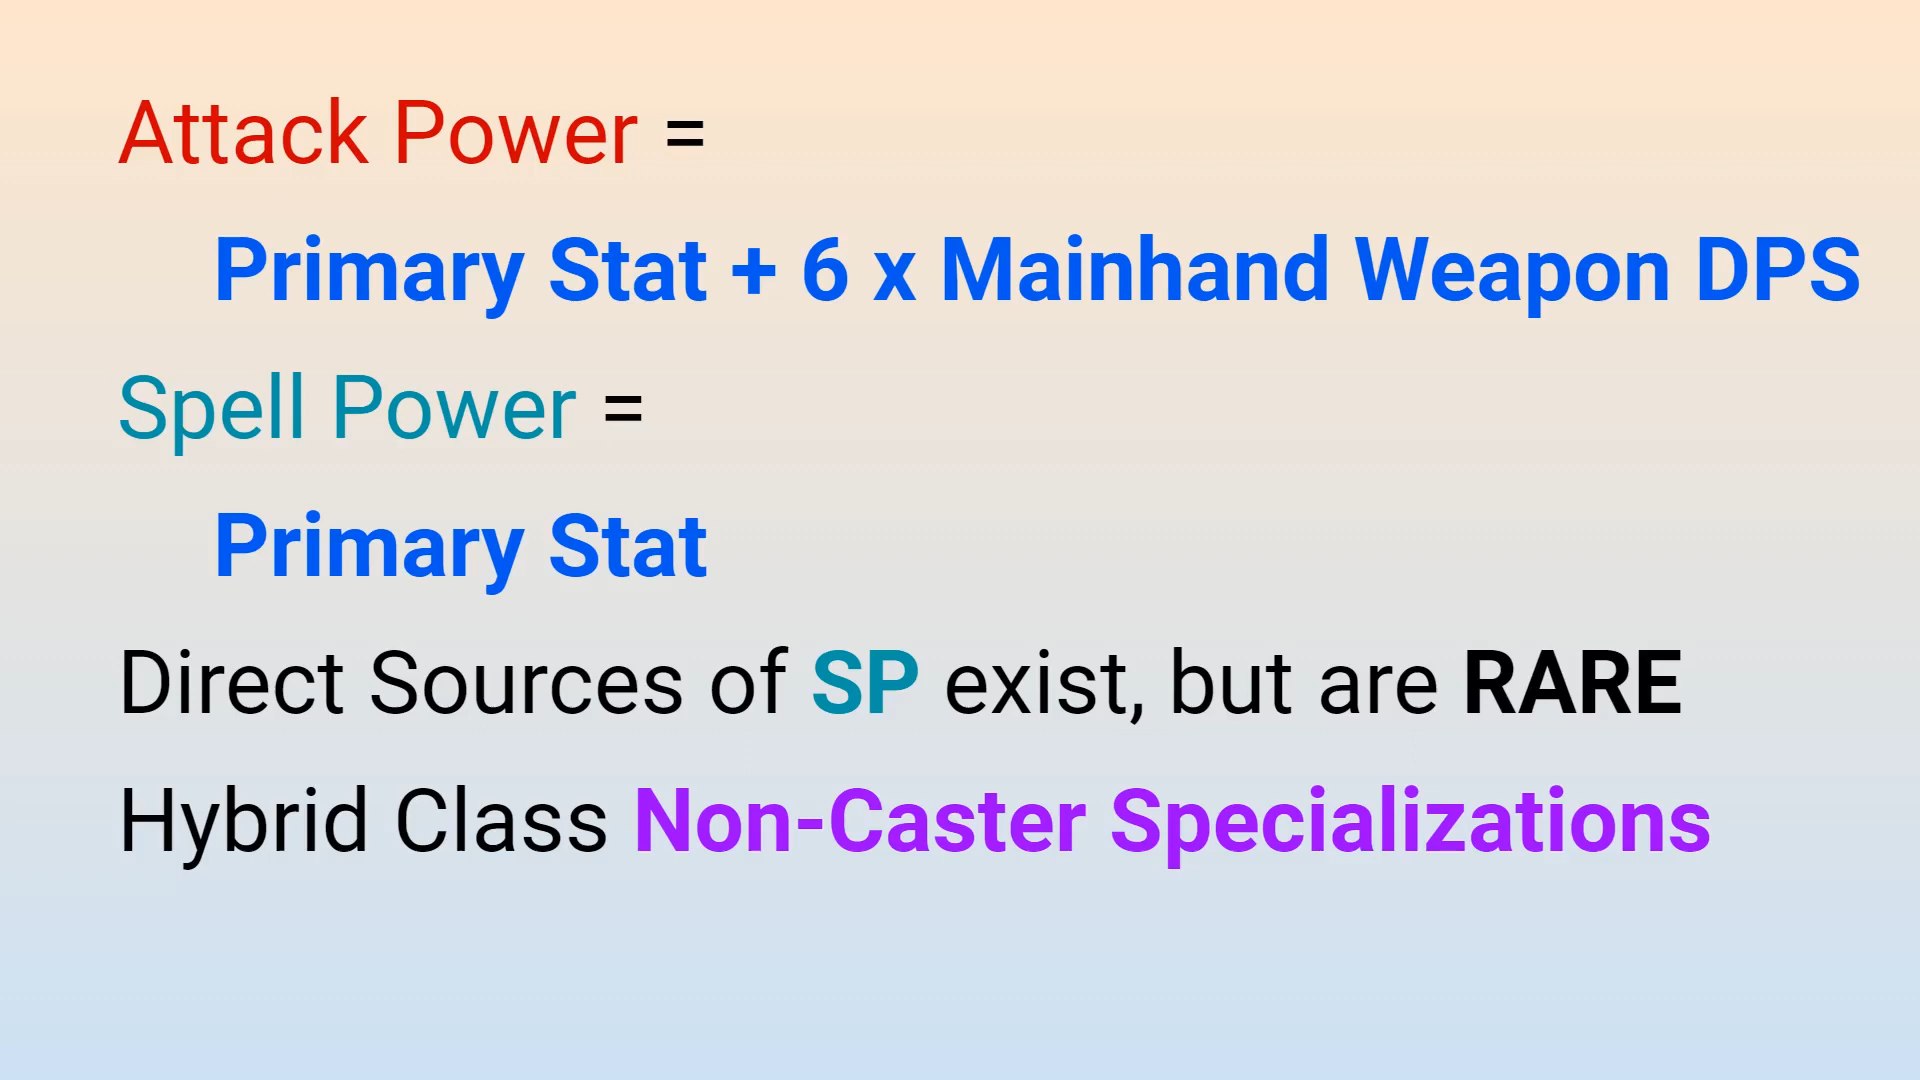 Attack Power =
Primary Stat + 6 x Mainhand Weapon DPS
Spell Power =
Primary Stat
Direct Sources of SP exist, but are RARE
Hybrid Class Non-Caster Specializations